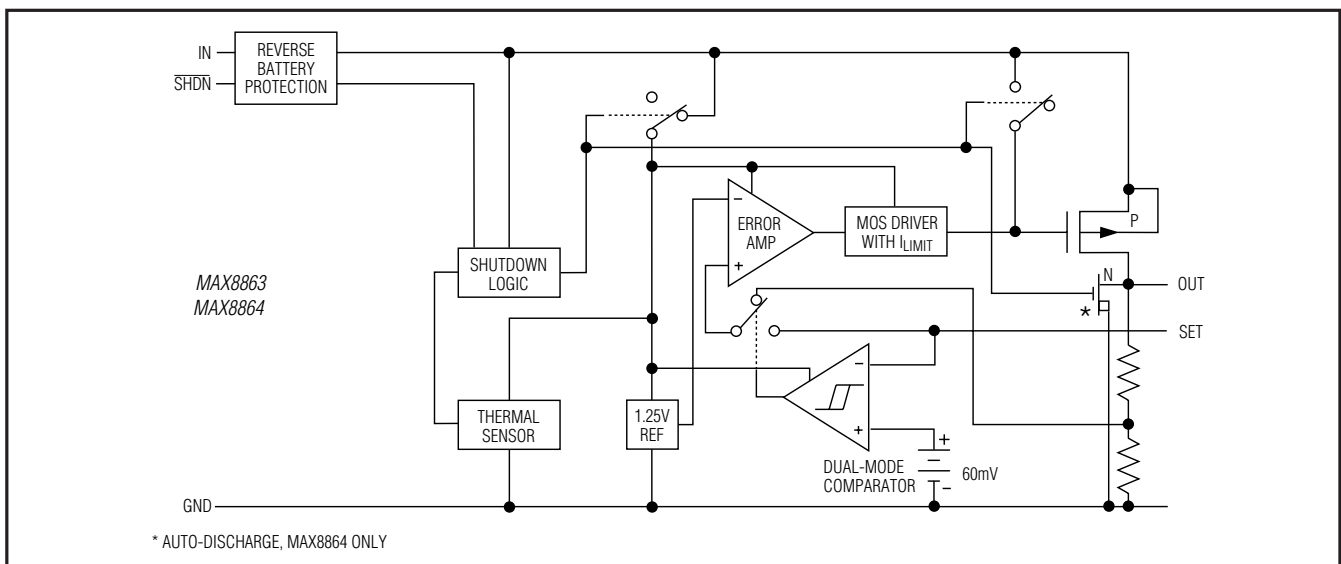 IN
SHDN
REVERSE
BATTERY
PROTECTION
ERROR
AMP
−
+
MOS DRIVER
WITH ILIMIT
P
N
*
OUT
SET
SHUTDOWN
LOGIC
MAX8863
MAX8864
THERMAL
SENSOR
1.25V
REF
−
+
DUAL-MODE
COMPARATOR
+
60mV
−
GND
* AUTO-DISCHARGE, MAX8864 ONLY